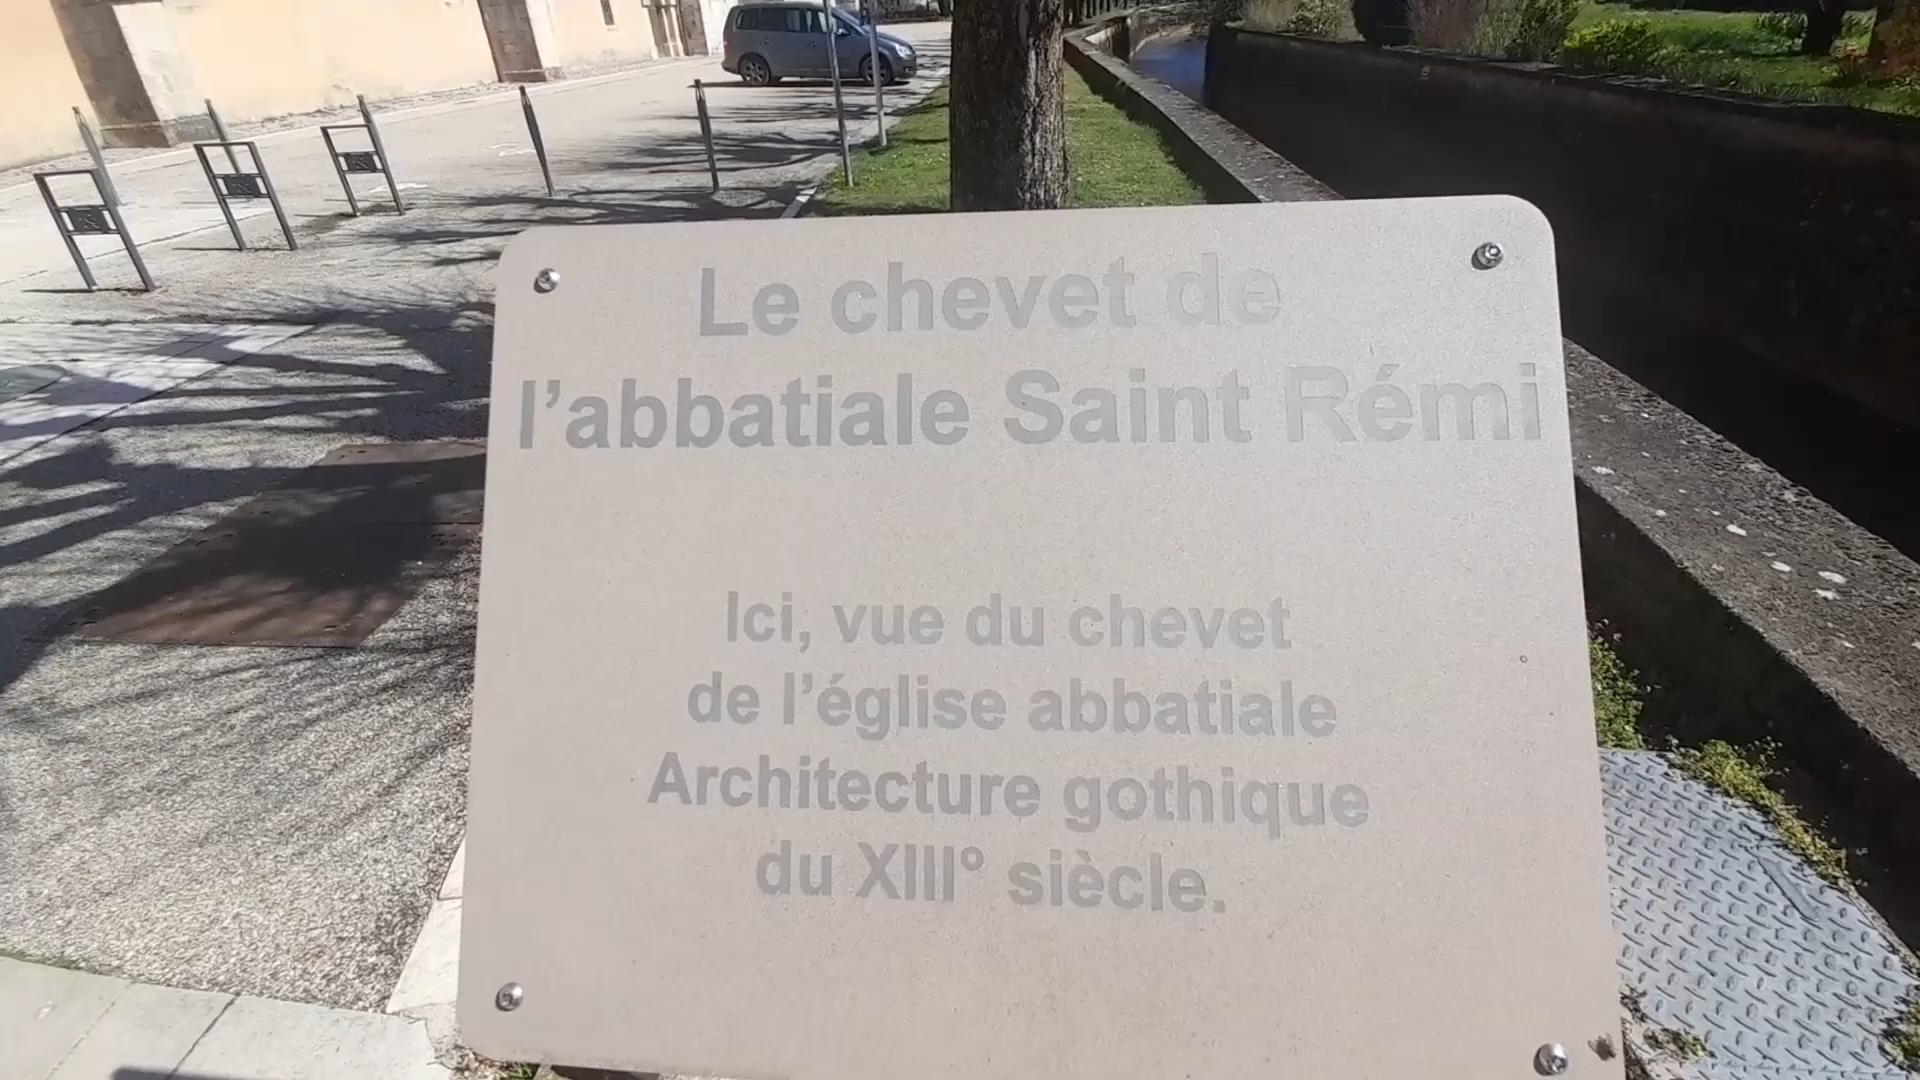 Le chevet de
l’abbatiale Saint Rémi
Ici, vue du chevet
de l’église abbatiale
Architecture gothique
du XIII° siècle.